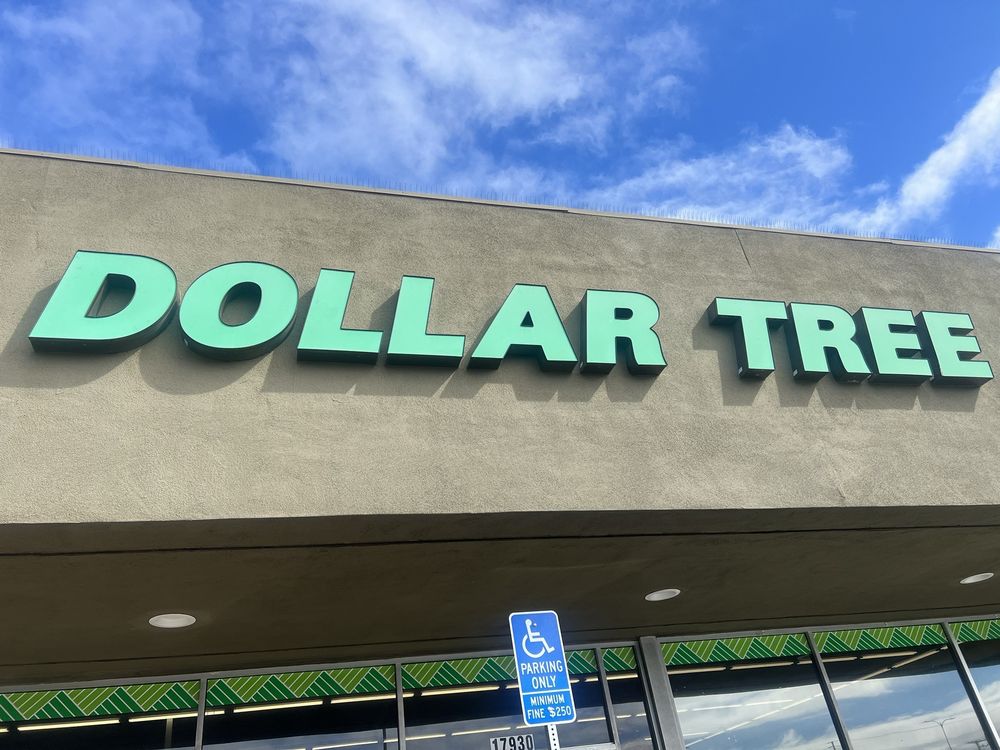 DOLLAR TREE
PARKING
ONLY
MINIMUM
FINE $250
17930